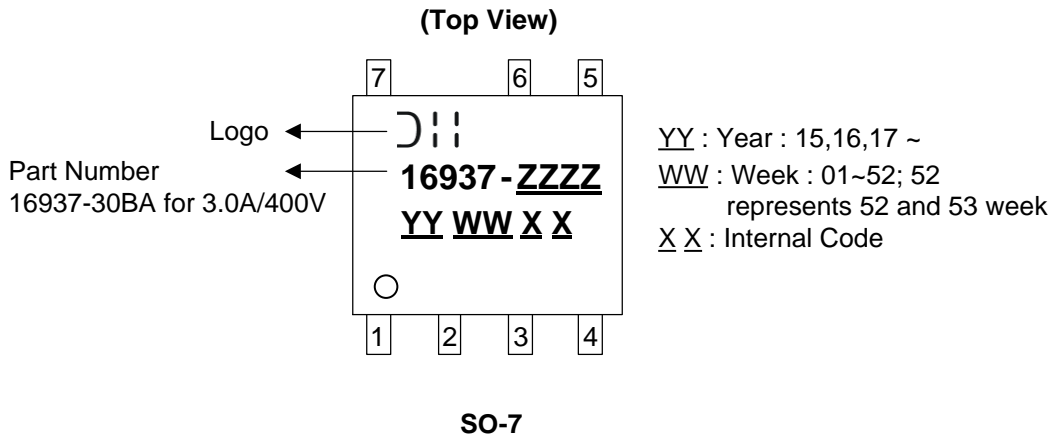 (Top View)
7 6 5
Logo
Part Number
16937-30BA for 3.0A/400V
16937-ZZZZ
YY WW X X
YY : Year : 15,16,17 ~
WW : Week : 01~52; 52
represents 52 and 53 week
X X : Internal Code
1 2 3 4
SO-7